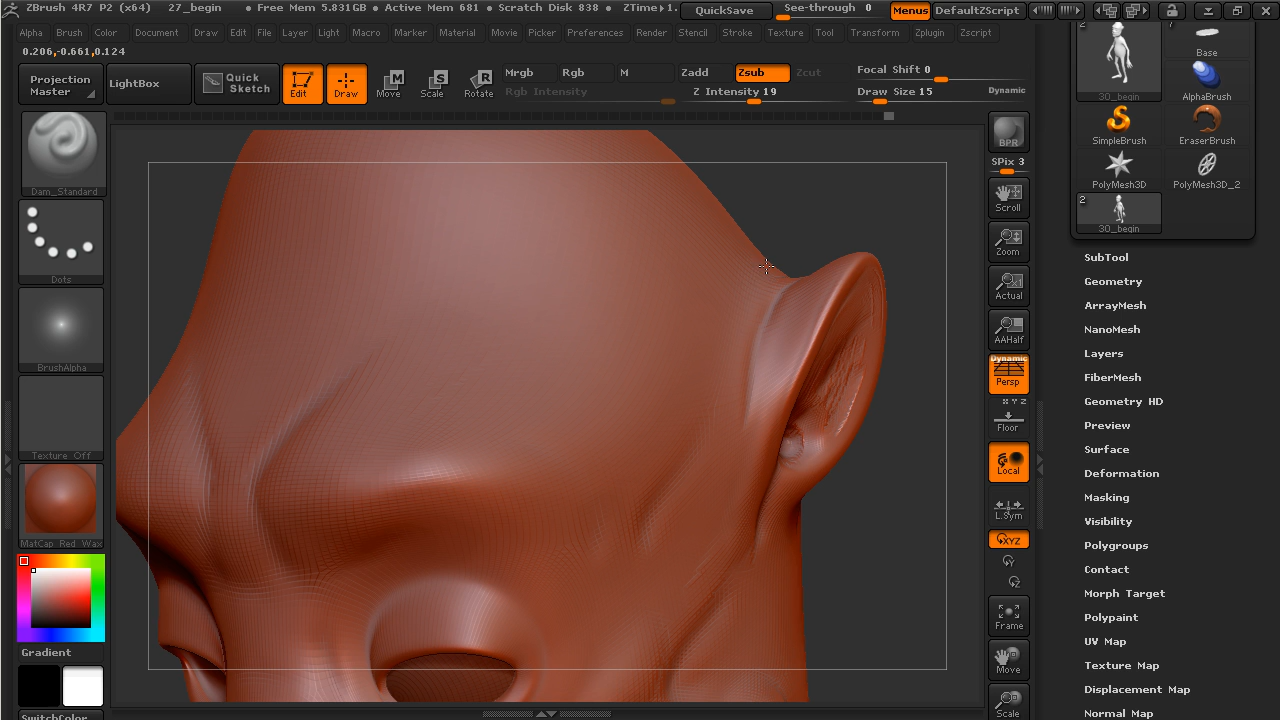 ZBrush 4R7 P2 (x64) 27_begin • Free Mem 5.831GB • Active Mem 681 • Scratch Disk 838 • ZTime▶1. QuickSave See-through 0 Menus DefaultZScript
Alpha Brush Color Document Draw Edit File Layer Light Macro Marker Material Movie Picker Preferences Render Stencil Stroke Texture Tool Transform Zplugin Zscript
0.206,-0.661,0.124
Projection Master
LightBox
Quick Sketch
Edit Draw Move Scale Rotate
Mrgb Rgb M Zadd Zsub Zcut Focal Shift 0
Rgb Intensity Z Intensity 19 Draw Size 15 Dynamic
Dam_Standard
Dots
BrushAlpha
Texture Off
MatCap Red Wax
Gradient
SwitchColor
BPR
SPix 3
Scroll
Zoom
Actual
AAHalf
Dynamic
Persp
X Y Z
Floor
Local
L.Sym
XYZ
Y
Z
Frame
Move
Scale
2
30_begin
7
Base
AlphaBrush
SimpleBrush
EraserBrush
PolyMesh3D
PolyMesh3D_2
2
30_begin
SubTool
Geometry
ArrayMesh
NanoMesh
Layers
FiberMesh
Geometry HD
Preview
Surface
Deformation
Masking
Visibility
Polygroups
Contact
Morph Target
Polypaint
UV Map
Texture Map
Displacement Map
Normal Map